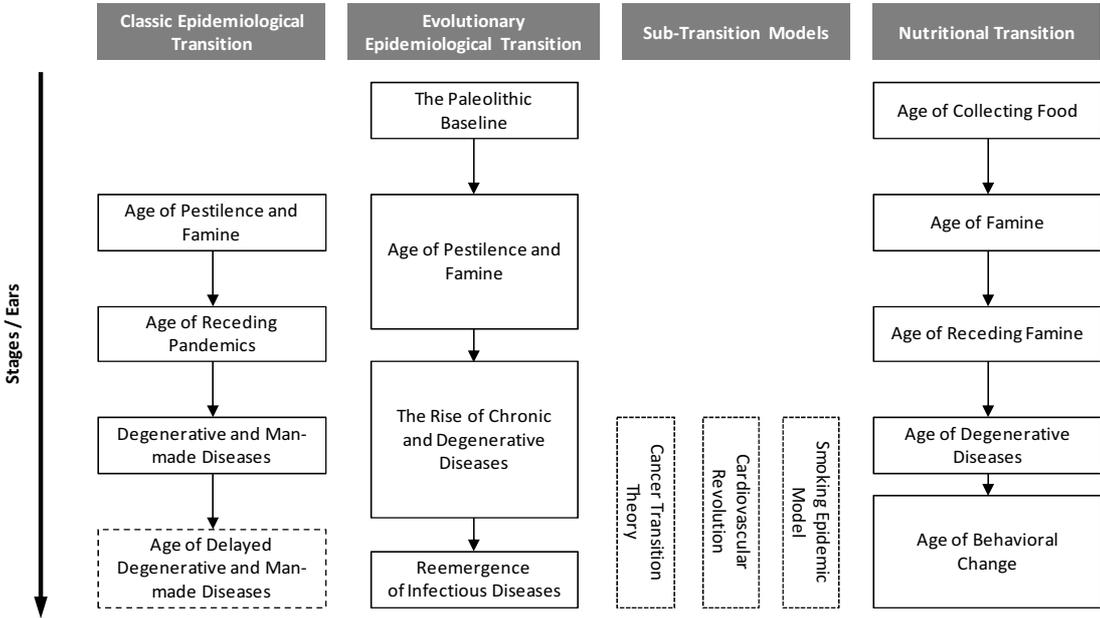 Classic Epidemiological
Transition
Evolutionary
Epidemiological Transition
Sub-Transition Models
Nutritional Transition
Stages / Ears
Age of Pestilence and
Famine
Age of Receding
Pandemics
Degenerative and Man-
made Diseases
Age of Delayed
Degenerative and Man-
made Diseases
The Paleolithic
Baseline
Age of Pestilence and
Famine
The Rise of Chronic
and Degenerative
Diseases
Reemergence
of Infectious Diseases
Cancer Transition
Theory
Cardiovascular
Revolution
Smoking Epidemic
Model
Age of Collecting Food
Age of Famine
Age of Receding Famine
Age of Degenerative
Diseases
Age of Behavioral
Change